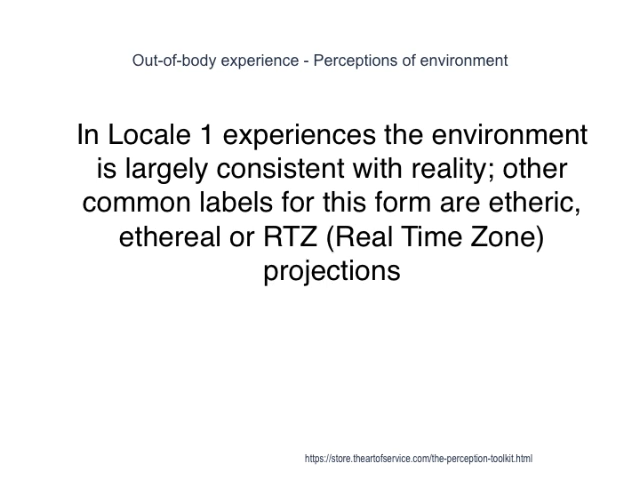 Out-of-body experience - Perceptions of environment
In Locale 1 experiences the environment
is largely consistent with reality; other
common labels for this form are etheric,
ethereal or RTZ (Real Time Zone)
projections
https://store.theartofservice.com/the-perception-toolkit.html